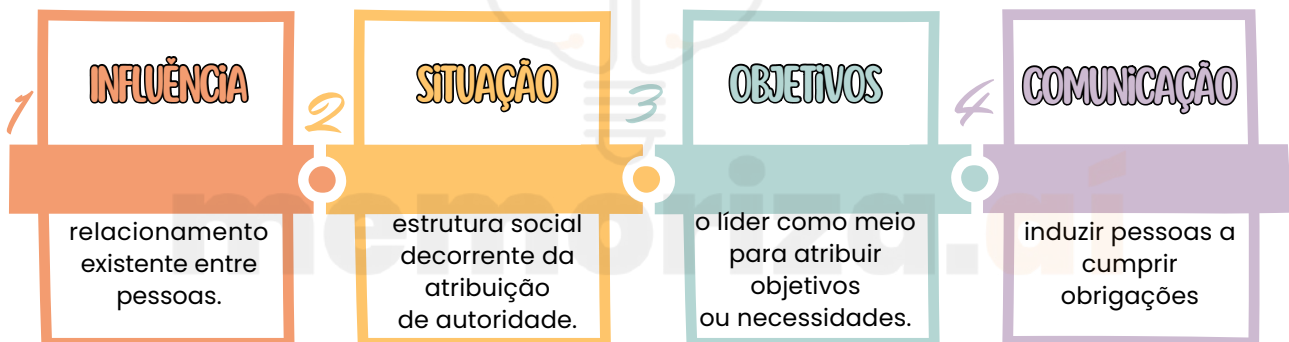 1
INFLUÊNCIA
relacionamento
existente entre
pessoas.
2
SITUAÇÃO
estrutura social
decorrente da
atribuição
de autoridade.
3
OBJETIVOS
o líder como meio
para atribuir
objetivos
ou necessidades.
4
COMUNICAÇÃO
induzir pessoas a
cumprir
obrigações
memoriza.aí